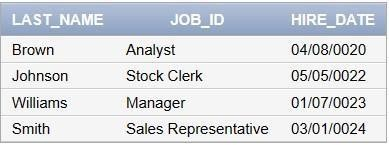 LAST_NAME JOB_ID HIRE_DATE
Brown Analyst 04/08/0020
Johnson Stock Clerk 05/05/0022
Williams Manager 01/07/0023
Smith Sales Representative 03/01/0024